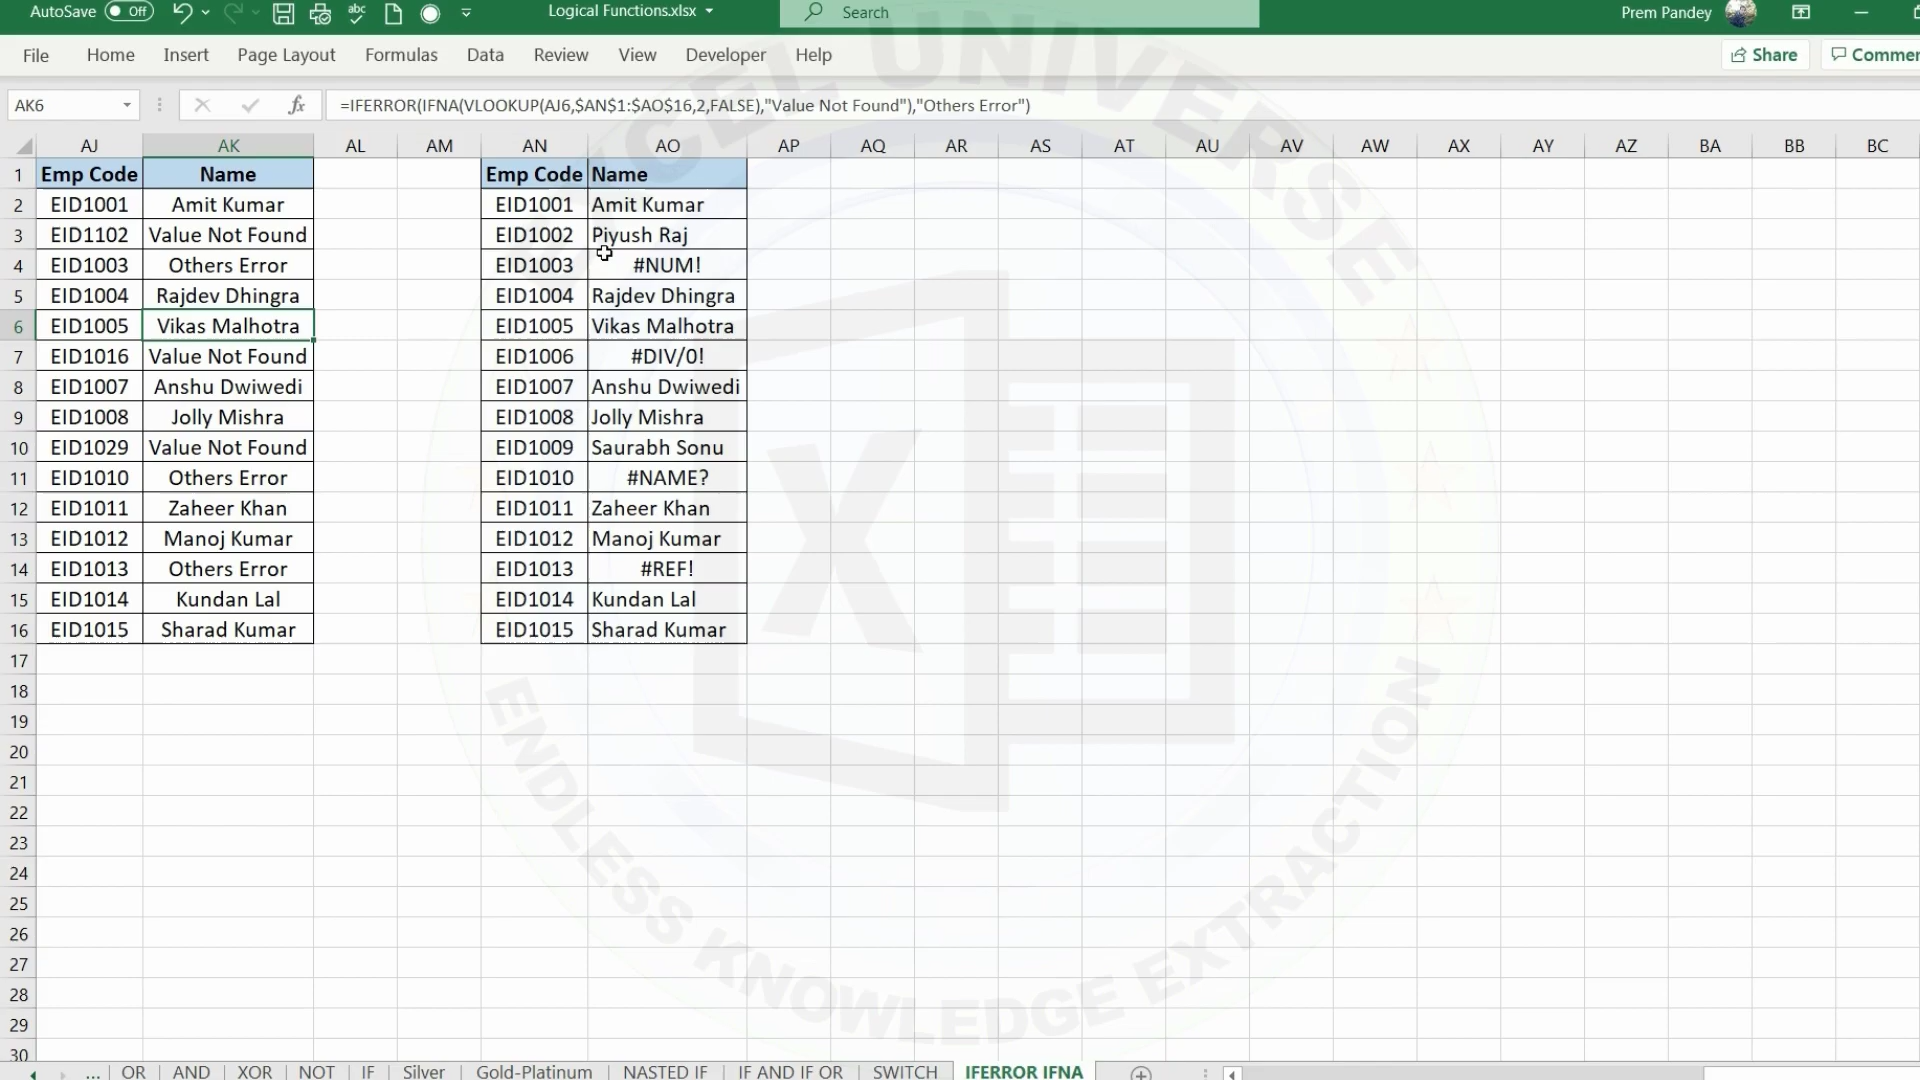 AutoSave Off abc Logical Functions.xlsx Search Prem Pandey
File Home Insert Page Layout Formulas Data Review View Developer Help Share Commen
AK6 fx =IFERROR(IFNA(VLOOKUP(AJ6,$AN$1:$AO$16,2,FALSE),"Value Not Found"),"Others Error")
AJ AK AL AM AN AO AP AQ AR AS AT AU AV AW AX AY AZ BA BB BC
1 Emp Code Name Emp Code Name
2 EID1001 Amit Kumar EID1001 Amit Kumar
3 EID1102 Value Not Found EID1002 Piyush Raj
4 EID1003 Others Error EID1003 #NUM!
5 EID1004 Rajdev Dhingra EID1004 Rajdev Dhingra
6 EID1005 Vikas Malhotra EID1005 Vikas Malhotra
7 EID1016 Value Not Found EID1006 #DIV/0!
8 EID1007 Anshu Dwiwedi EID1007 Anshu Dwiwedi
9 EID1008 Jolly Mishra EID1008 Jolly Mishra
10 EID1029 Value Not Found EID1009 Saurabh Sonu
11 EID1010 Others Error EID1010 #NAME?
12 EID1011 Zaheer Khan EID1011 Zaheer Khan
13 EID1012 Manoj Kumar EID1012 Manoj Kumar
14 EID1013 Others Error EID1013 #REF!
15 EID1014 Kundan Lal EID1014 Kundan Lal
16 EID1015 Sharad Kumar EID1015 Sharad Kumar
17
18
19
20
21
22
23
24
25
26
27
28
29
30
... OR AND XOR NOT IF Silver Gold-Platinum NASTED IF IF AND IF OR SWITCH IFERROR IFNA
XCEL UNIVERSE
X
ENDLESS KNOWLEDGE EXTRACTION